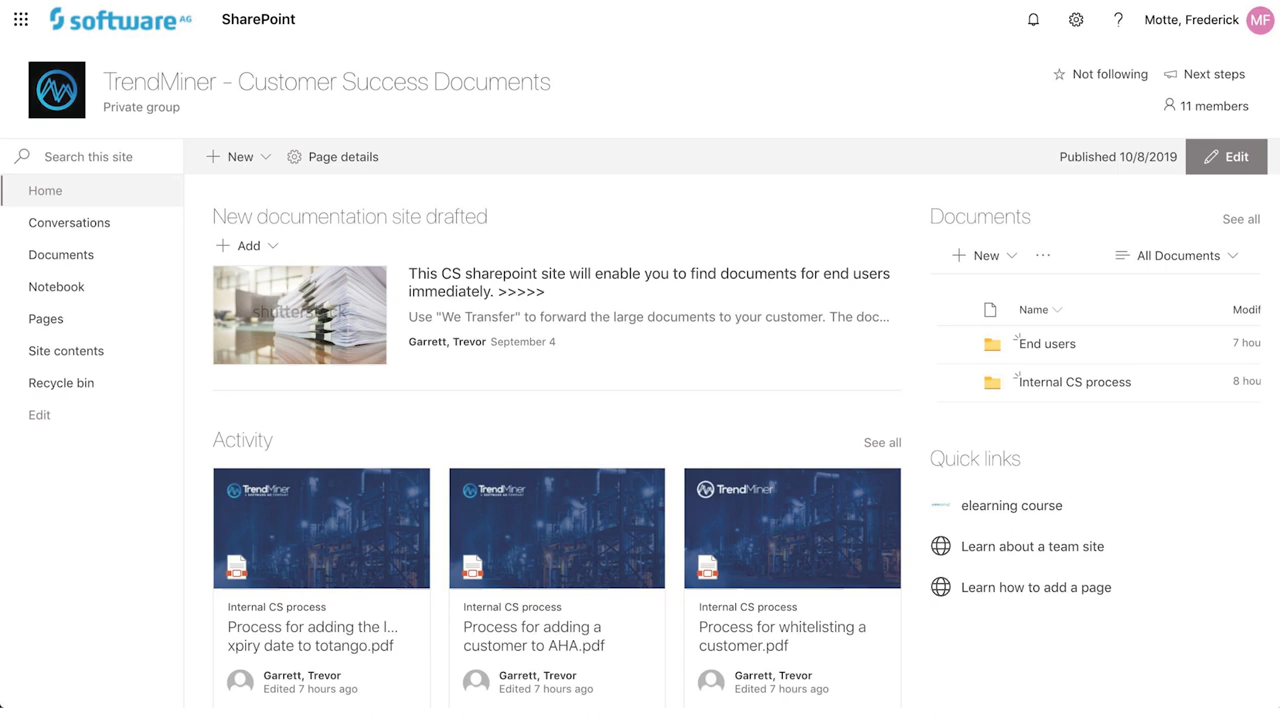 software AG
SharePoint
Motte, Frederick
MF
TrendMiner - Customer Success Documents
Private group
Not following
Next steps
11 members
Search this site
New
Page details
Published 10/8/2019
Edit
Home
Conversations
Documents
Notebook
Pages
Site contents
Recycle bin
Edit
New documentation site drafted
Add
shutterstock
This CS sharepoint site will enable you to find documents for end users
immediately. >>>>>
Use "We Transfer" to forward the large documents to your customer. The doc...
Garrett, Trevor September 4
Activity
See all
TrendMiner
A SOFTWARE AG COMPANY
Internal CS process
Process for adding the l...
xpiry date to totango.pdf
Garrett, Trevor
Edited 7 hours ago
TrendMiner
A SOFTWARE AG COMPANY
Internal CS process
Process for adding a
customer to AHA.pdf
Garrett, Trevor
Edited 7 hours ago
TrendMiner
Internal CS process
Process for whitelisting a
customer.pdf
Garrett, Trevor
Edited 7 hours ago
Documents
See all
New
...
All Documents
Name
Modif
End users
7 hou
Internal CS process
8 hou
Quick links
elearning course
Learn about a team site
Learn how to add a page